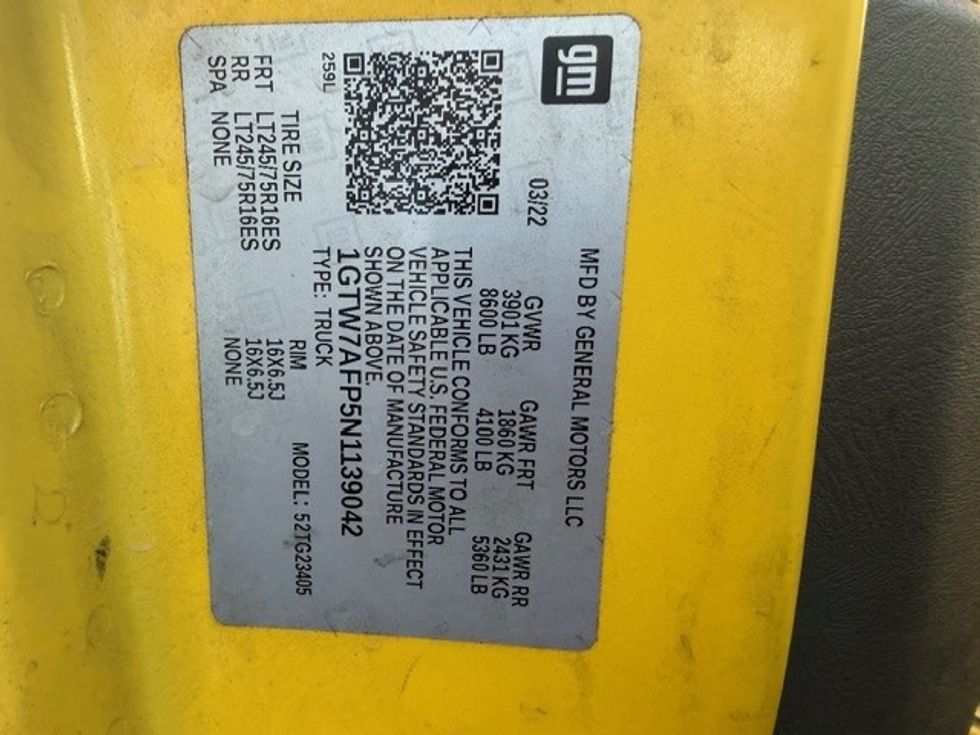 gm
MFD BY GENERAL MOTORS LLC
03/22
GVWR GAWR FRT GAWR RR
3901 KG 1860 KG 2431 KG
8600 LB 4100 LB 5360 LB
THIS VEHICLE CONFORMS TO ALL
APPLICABLE U.S. FEDERAL MOTOR
VEHICLE SAFETY STANDARDS IN EFFECT
ON THE DATE OF MANUFACTURE
SHOWN ABOVE.
1GTW7AFP5N1139042
259L
TYPE: TRUCK
MODEL: 52TG23405
TIRE SIZE RIM
FRT LT245/75R16ES 16X6.5J
RR LT245/75R16ES 16X6.5J
SPA NONE NONE